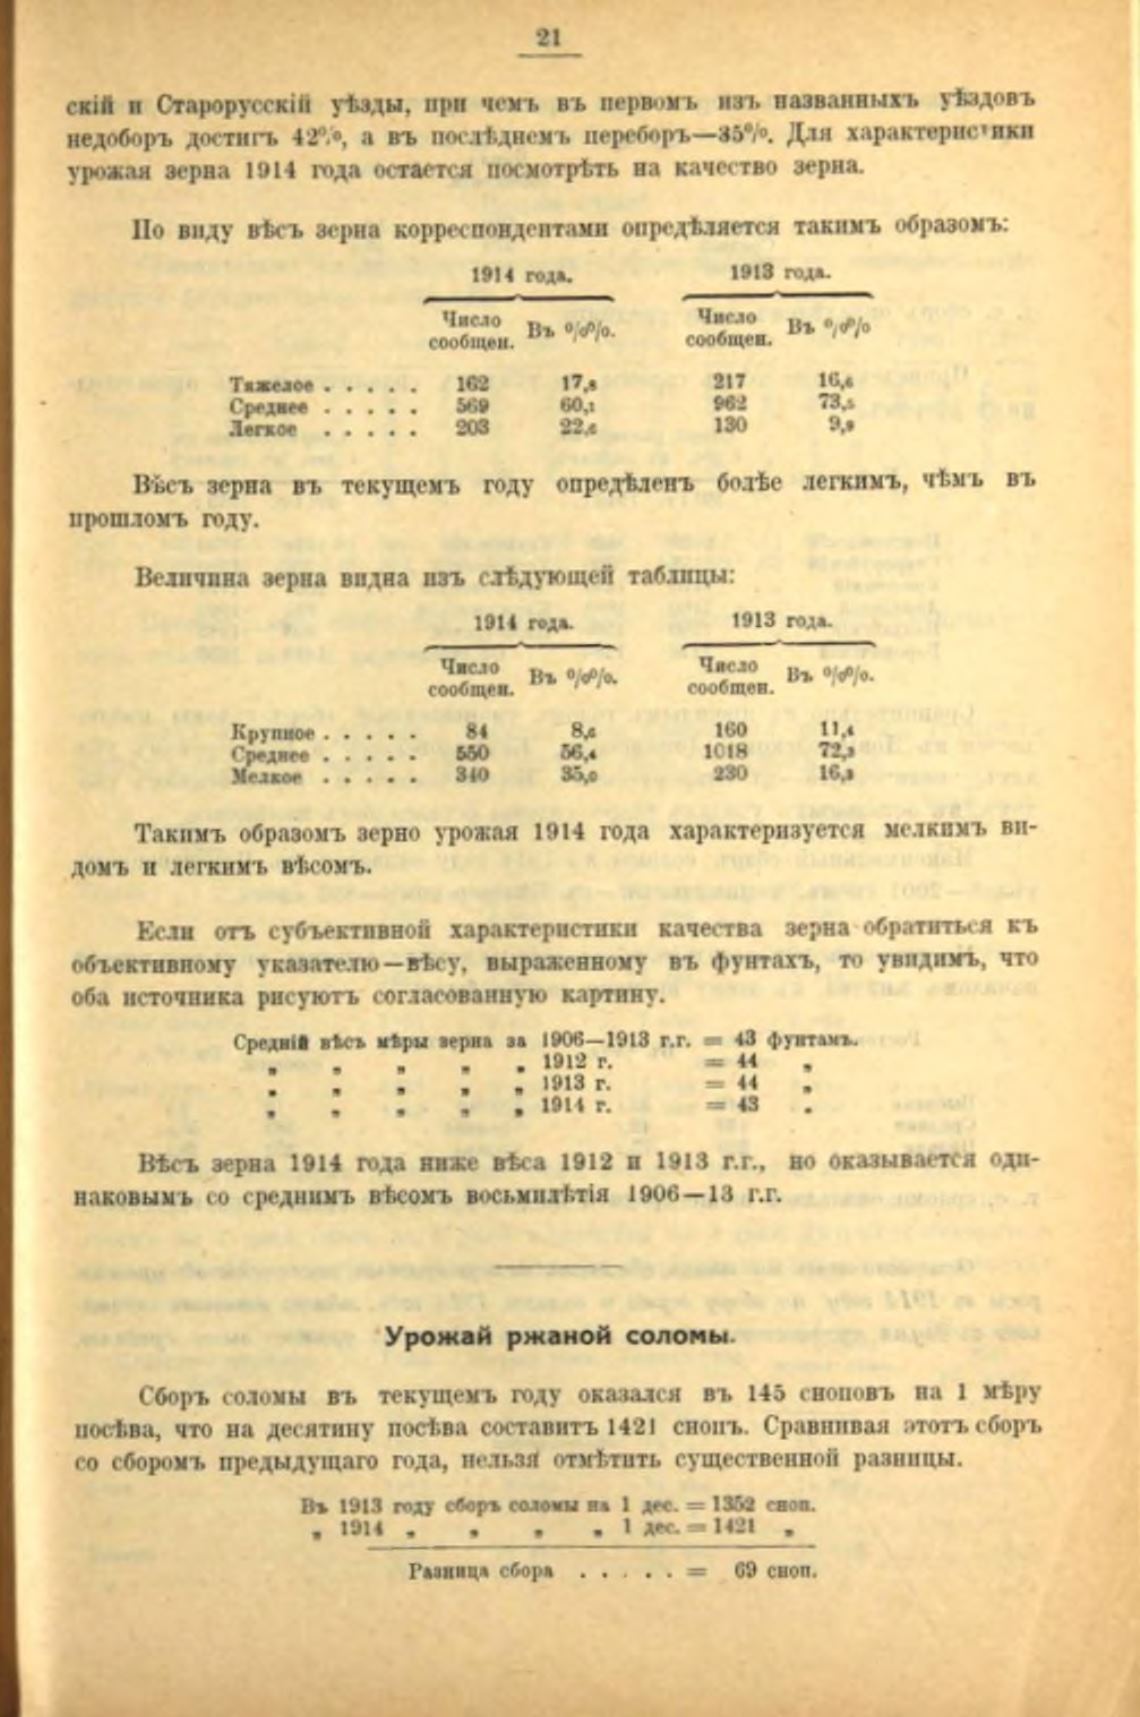 21
скій и Старорусскій уѣзды, при чемъ въ первомъ изъ названныхъ уѣздовъ
недоборъ достигъ 42%, а въ послѣднемъ переборъ—35%. Для характеристики
урожая зерна 1914 года остается посмотрѣть на качество зерна.
По виду вѣсъ зерна корреспондентами опредѣляется такимъ образомъ:
1914 года. 1913 года.
Число сообщен. Въ %%. Число сообщен. Въ %%
Тяжелое . . . . . 162 17,8 217 16,6
Среднее . . . . . 569 60,1 962 73,5
Легкое . . . . . 203 22,6 130 9,9
Вѣсъ зерна въ текущемъ году опредѣленъ болѣе легкимъ, чѣмъ въ
прошломъ году.
Величина зерна видна изъ слѣдующей таблицы:
1914 года. 1913 года.
Число сообщен. Въ %%. Число сообщен. Въ %%.
Крупное . . . . . 84 8,6 160 11,4
Среднее . . . . . 550 56,4 1018 72,3
Мелкое . . . . . 340 35,0 230 16,3
Такимъ образомъ зерно урожая 1914 года характеризуется мелкимъ ви-
домъ и легкимъ вѣсомъ.
Если отъ субъективной характеристики качества зерна обратиться къ
объективному указателю—вѣсу, выраженному въ фунтахъ, то увидимъ, что
оба источника рисуютъ согласованную картину.
Средній вѣсъ мѣры зерна за 1906—1913 г.г. = 43 фунтамъ.
„ „ „ „ „ 1912 г. = 44 „
„ „ „ „ „ 1913 г. = 44 „
„ „ „ „ „ 1914 г. = 43 „
Вѣсъ зерна 1914 года ниже вѣса 1912 и 1913 г.г., но оказывается оди-
наковымъ со среднимъ вѣсомъ восьмилѣтія 1906—13 г.г.
Урожай ржаной соломы.
Сборъ соломы въ текущемъ году оказался въ 145 сноповъ на 1 мѣру
посѣва, что на десятину посѣва составитъ 1421 снопъ. Сравнивая этотъ сборъ
со сборомъ предыдущаго года, нельзя отмѣтить существенной разницы.
Въ 1913 году сборъ соломы на 1 дес. = 1352 сноп.
„ 1914 „ „ „ „ 1 дес. = 1421 „
Разница сбора . . . . . = 69 сноп.